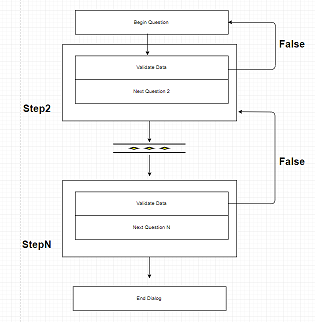 Begin Question
False
Validate Data
Next Question 2
Step2
False
Validate Data
Next Question N
StepN
End Dialog